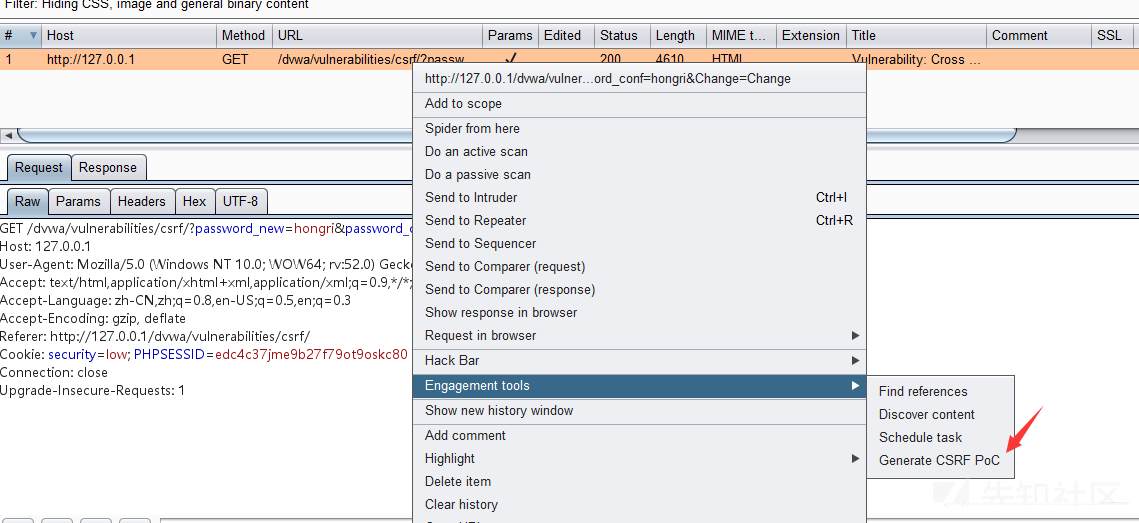 Filter: Hiding CSS, image and general binary content
# Host Method URL Params Edited Status Length MIME t... Extension Title Comment SSL
1 http://127.0.0.1 GET /dvwa/vulnerabilities/csrf/?passw... ✓ 200 4610 HTML Vulnerability: Cross ...
http://127.0.0.1/dvwa/vulner...ord_conf=hongri&Change=Change
Add to scope
Spider from here
Do an active scan
Do a passive scan
Send to Intruder Ctrl+I
Send to Repeater Ctrl+R
Send to Sequencer
Send to Comparer (request)
Send to Comparer (response)
Show response in browser
Request in browser
Hack Bar
Engagement tools
Show new history window
Add comment
Highlight
Delete item
Clear history
Find references
Discover content
Schedule task
Generate CSRF PoC
Request Response
Raw Params Headers Hex UTF-8
GET /dvwa/vulnerabilities/csrf/?password_new=hongri&password_c
Host: 127.0.0.1
User-Agent: Mozilla/5.0 (Windows NT 10.0; WOW64; rv:52.0) Gecko
Accept: text/html,application/xhtml+xml,application/xml;q=0.9,*/*;
Accept-Language: zh-CN,zh;q=0.8,en-US;q=0.5,en;q=0.3
Accept-Encoding: gzip, deflate
Referer: http://127.0.0.1/dvwa/vulnerabilities/csrf/
Cookie: security=low; PHPSESSID=edc4c37jme9b27f79ot9oskc80
Connection: close
Upgrade-Insecure-Requests: 1
先知社区